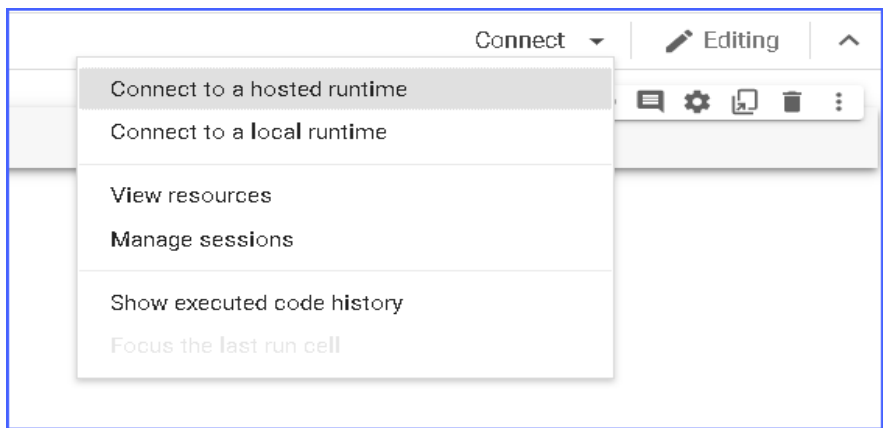 Connect
Editing
Connect to a hosted runtime
Connect to a local runtime
View resources
Manage sessions
Show executed code history
Focus the last run cell